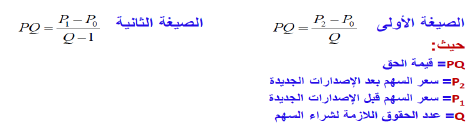 الصيغة الأولى PQ = (P₂ − P₀) / Q
الصيغة الثانية PQ = (P₁ − P₀) / (Q − 1)
حيث:
PQ= قيمة الحق
P₂= سعر السهم بعد الإصدارات الجديدة
P₁= سعر السهم قبل الإصدارات الجديدة
Q= عدد الحقوق اللازمة لشراء السهم